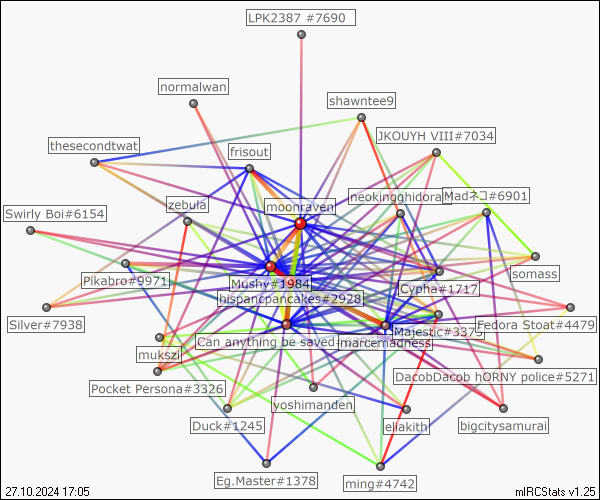 LPK2387 #7690
normalwan
shawntee9
JKOUYH VIII#7034
thesecondtwat
frisout
neokingghidora
Madネコ#6901
zebula
moonraven
Swirly Boi#6154
somass
Pikabro#9971
Mushy#1984
Cypha#1717
hispancpancakes#2928
Silver#7938
Fedora Stoat#4479
Majestic#3375
Can anything be saved
marcemadness
mukszi
DacobDacob hORNY police#5271
Pocket Persona#3326
yoshimanden
Duck#1245
eliakith
bigcitysamurai
Eg.Master#1378
ming#4742
27.10.2024 17:05
mIRCStats v1.25